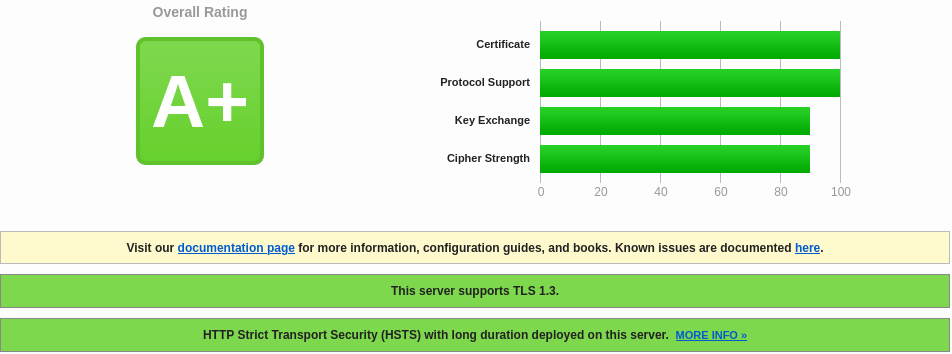 Overall Rating
A+
Certificate
Protocol Support
Key Exchange
Cipher Strength
0 20 40 60 80 100
Visit our documentation page for more information, configuration guides, and books. Known issues are documented here.
This server supports TLS 1.3.
HTTP Strict Transport Security (HSTS) with long duration deployed on this server. MORE INFO »